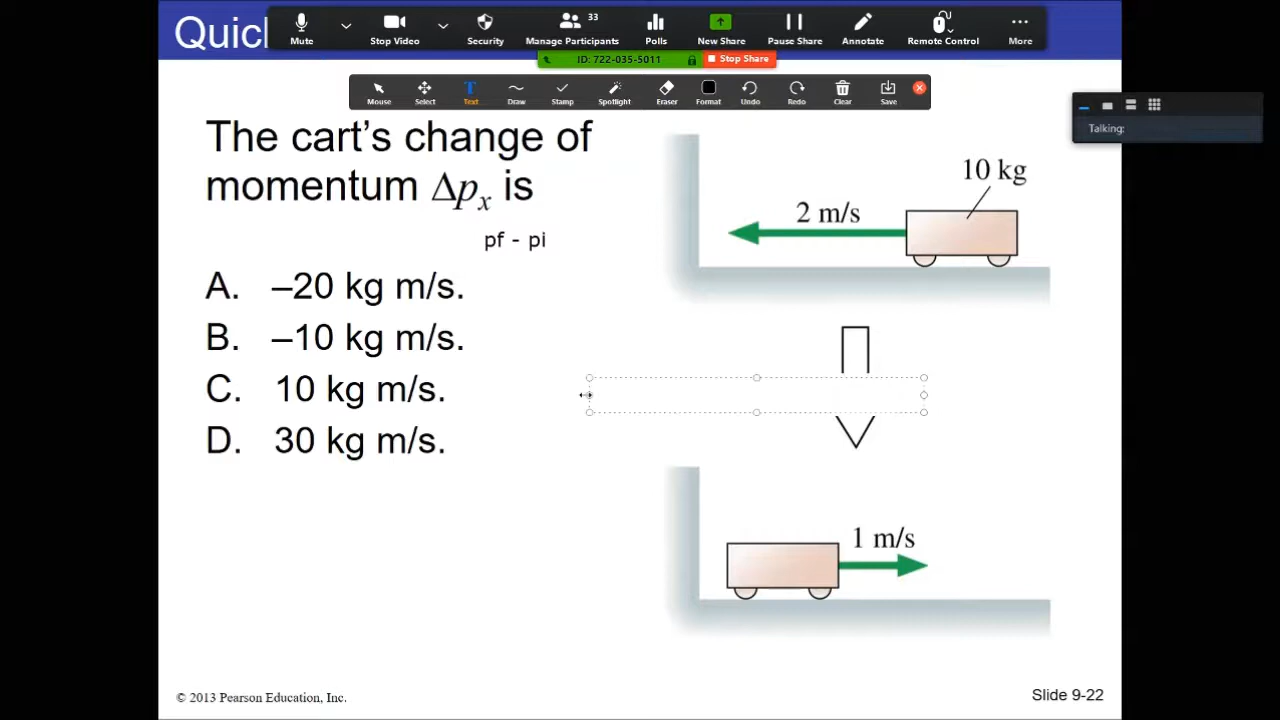 Quic
Mute
Stop Video
Security
Manage Participants
33
Polls
New Share
Pause Share
Annotate
Remote Control
More
ID: 722-035-5011
Stop Share
Mouse
Select
Text
Draw
Stamp
Spotlight
Eraser
Format
Undo
Redo
Clear
Save
Talking:
The cart's change of
momentum Δpₓ is
pf - pi
A. –20 kg m/s.
B. –10 kg m/s.
C. 10 kg m/s.
D. 30 kg m/s.
10 kg
2 m/s
1 m/s
© 2013 Pearson Education, Inc.
Slide 9-22